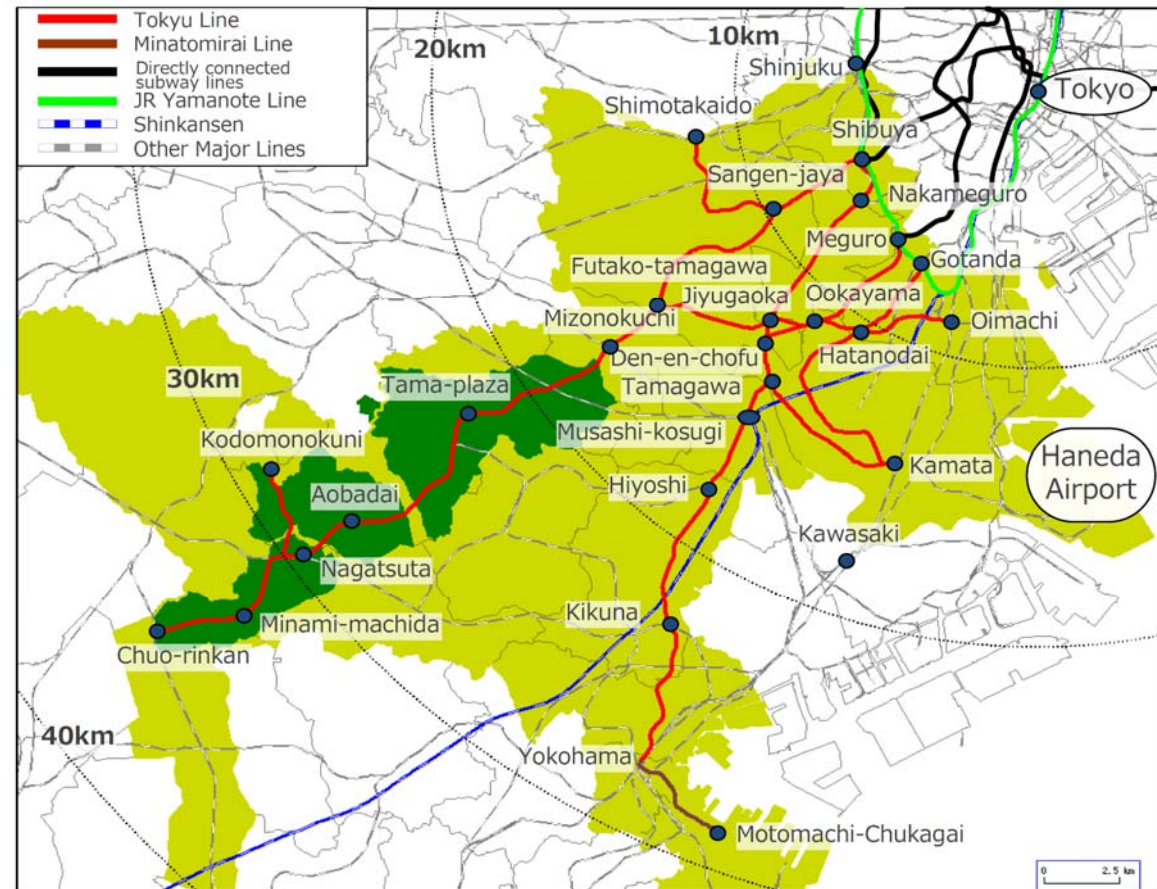 Tokyu Line
Minatomirai Line
Directly connected
subway lines
JR Yamanote Line
Shinkansen
Other Major Lines
20km
10km
Shinjuku
Tokyo
Shimotakaido
Shibuya
Sangen-jaya
Nakameguro
Meguro
Gotanda
Futako-tamagawa
Jiyugaoka
Ookayama
Mizonokuchi
Oimachi
Den-en-chofu
Hatanodai
30km
Tama-plaza
Tamagawa
Musashi-kosugi
Kodomonokuni
Kamata
Haneda
Airport
Aobadai
Hiyoshi
Kawasaki
Nagatsuta
Kikuna
Minami-machida
Chuo-rinkan
40km
Yokohama
Motomachi-Chukagai
0 2.5 km